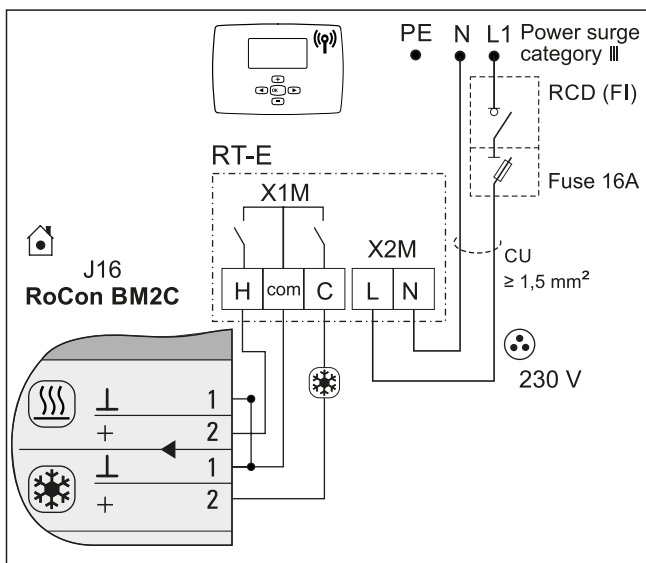 PE N L1 Power surge
category III
RCD (FI)
Fuse 16A
OK
RT-E
X1M
X2M
H com C L N
CU
≥ 1,5 mm²
230 V
J16
RoCon BM2C
⊥ 1
+ 2
⊥ 1
+ 2